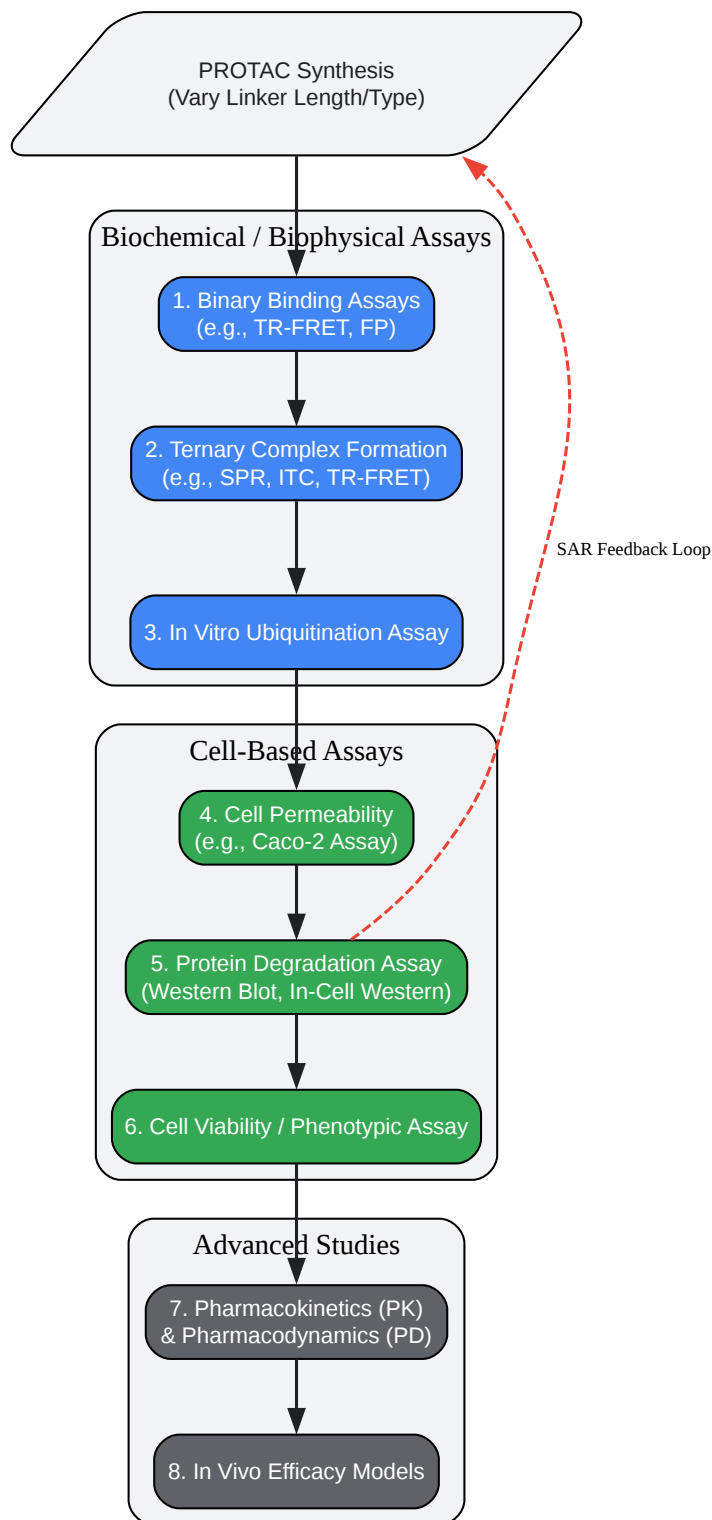 PROTAC Synthesis
(Vary Linker Length/Type)
Biochemical / Biophysical Assays
1. Binary Binding Assays
(e.g., TR-FRET, FP)
2. Ternary Complex Formation
(e.g., SPR, ITC, TR-FRET)
SAR Feedback Loop
3. In Vitro Ubiquitination Assay
Cell-Based Assays
4. Cell Permeability
(e.g., Caco-2 Assay)
5. Protein Degradation Assay
(Western Blot, In-Cell Western)
6. Cell Viability / Phenotypic Assay
Advanced Studies
7. Pharmacokinetics (PK)
& Pharmacodynamics (PD)
8. In Vivo Efficacy Models